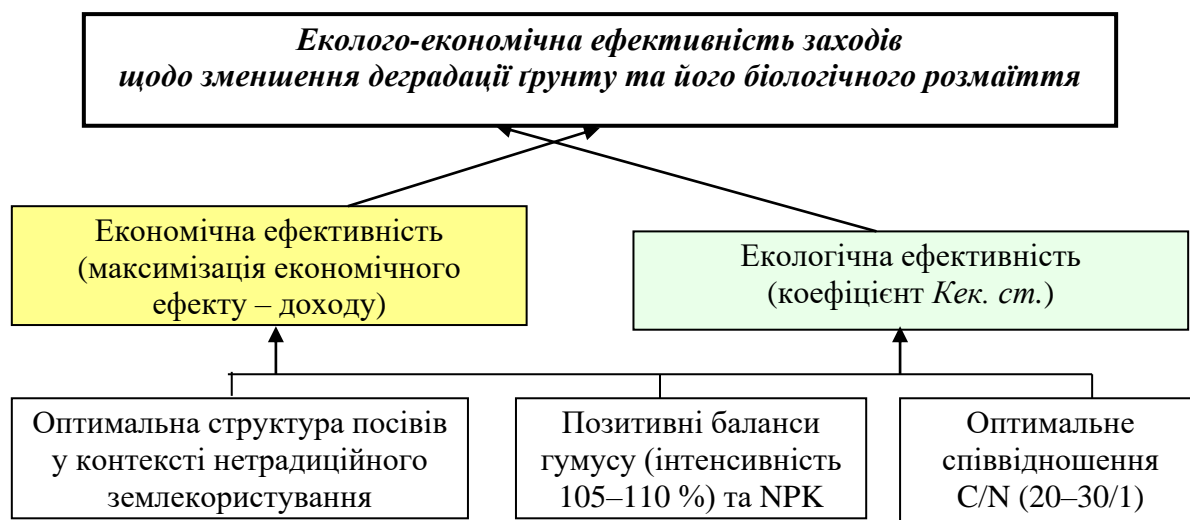 Еколого-економічна ефективність заходів
щодо зменшення деградації ґрунту та його біологічного розмаїття
Економічна ефективність
(максимізація економічного
ефекту – доходу)
Екологічна ефективність
(коефіцієнт Кек. ст.)
Оптимальна структура посівів
у контексті нетрадиційного
землекористування
Позитивні баланси
гумусу (інтенсивність
105–110 %) та NPK
Оптимальне
співвідношення
C/N (20–30/1)